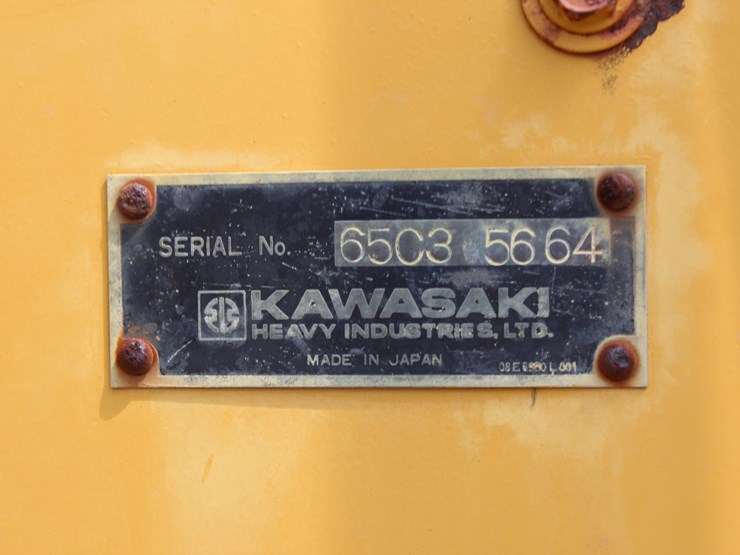 SERIAL No. 65C3 5664
KAWASAKI
HEAVY INDUSTRIES, LTD.
MADE IN JAPAN